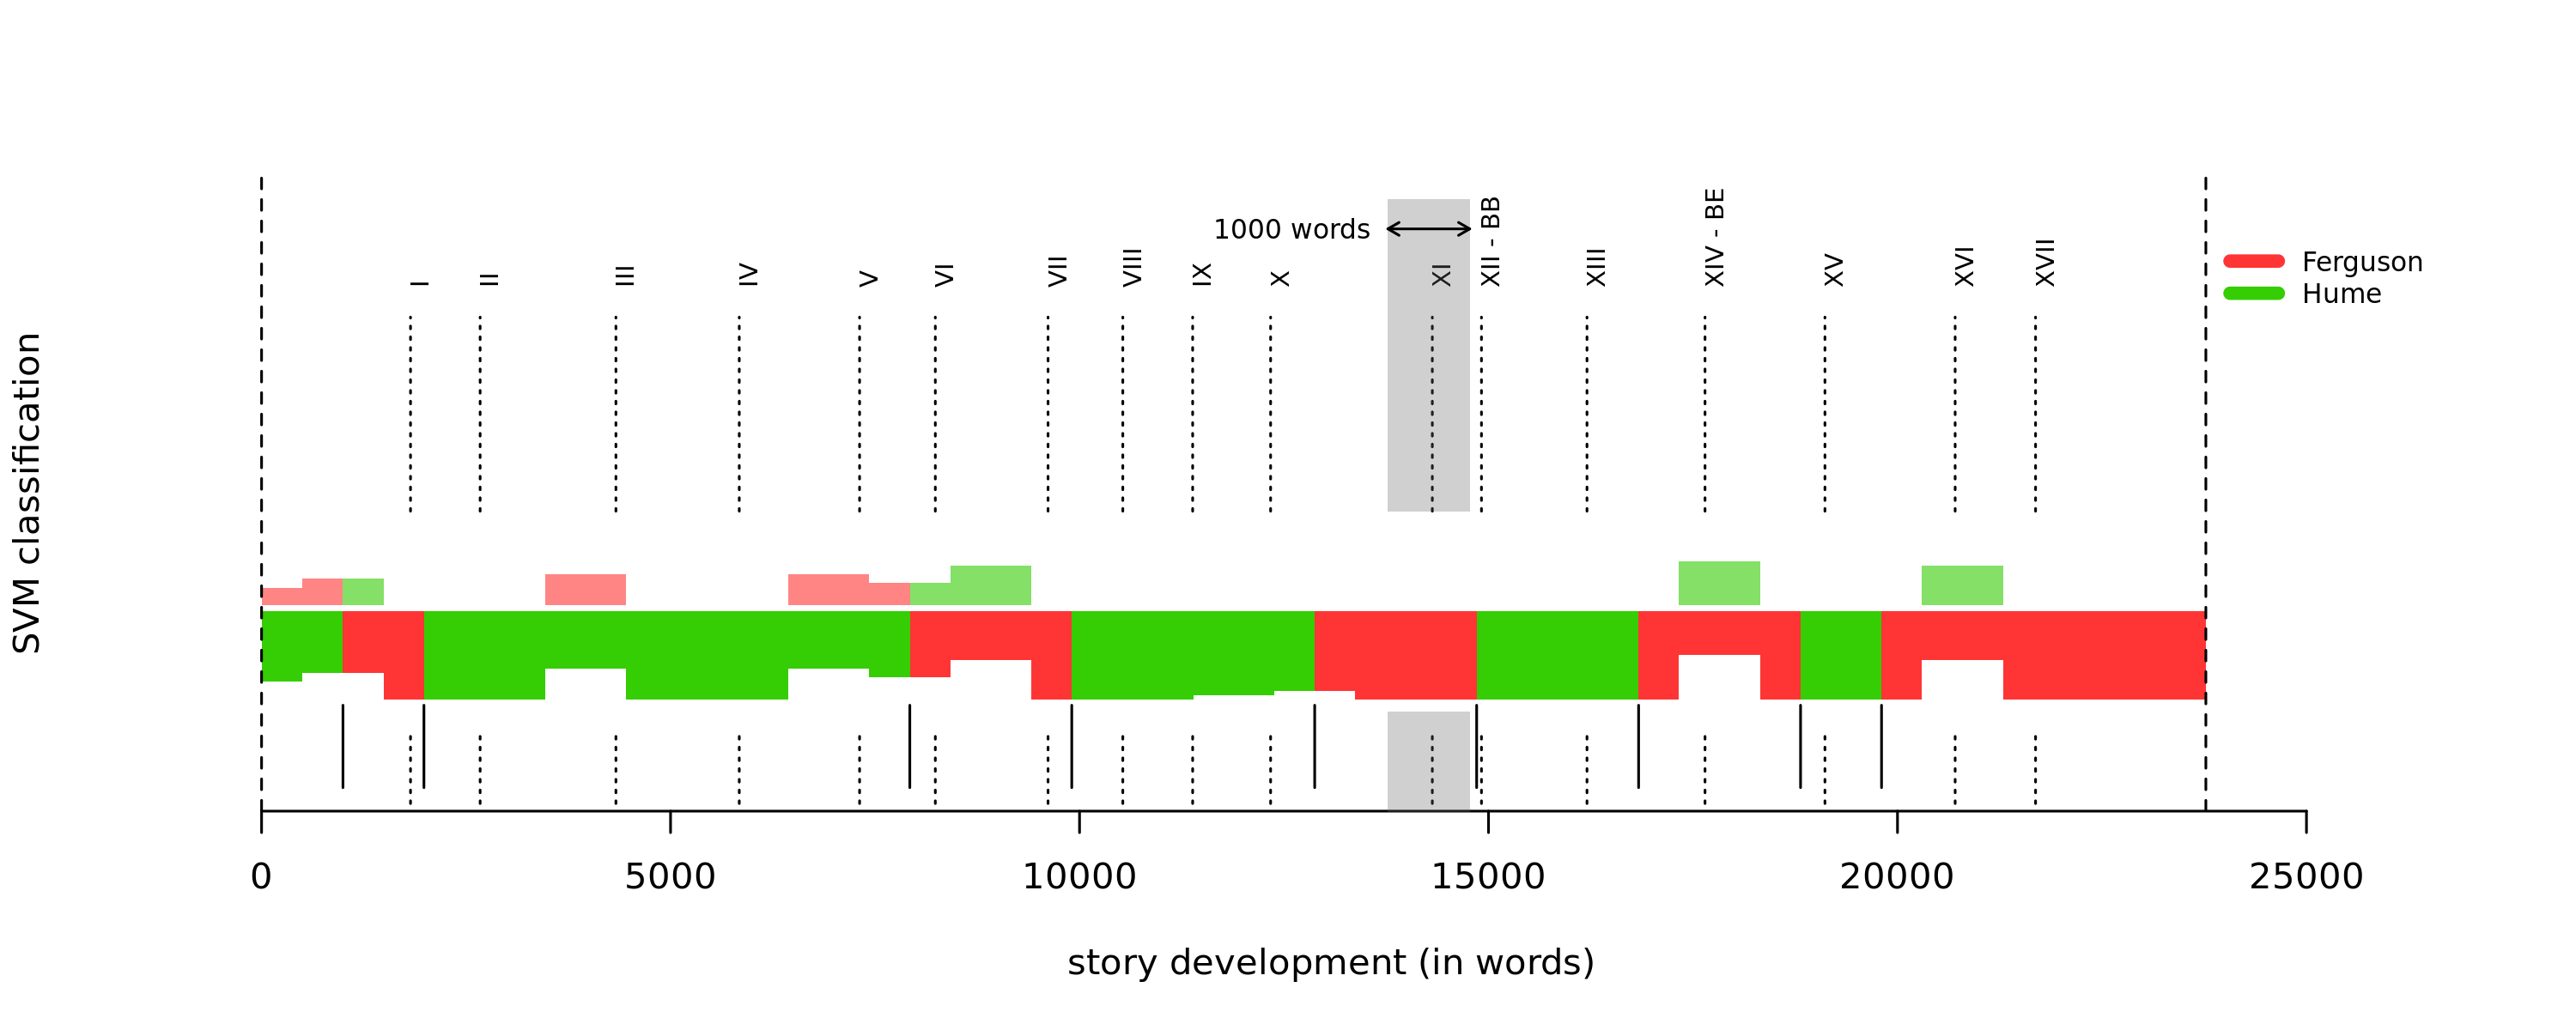 SVM classification
1000 words
I
II
III
IV
V
VI
VII
VIII
IX
X
XI
XII - BB
XIII
XIV - BE
XV
XVI
XVII
Ferguson
Hume
0
5000
10000
15000
20000
25000
story development (in words)